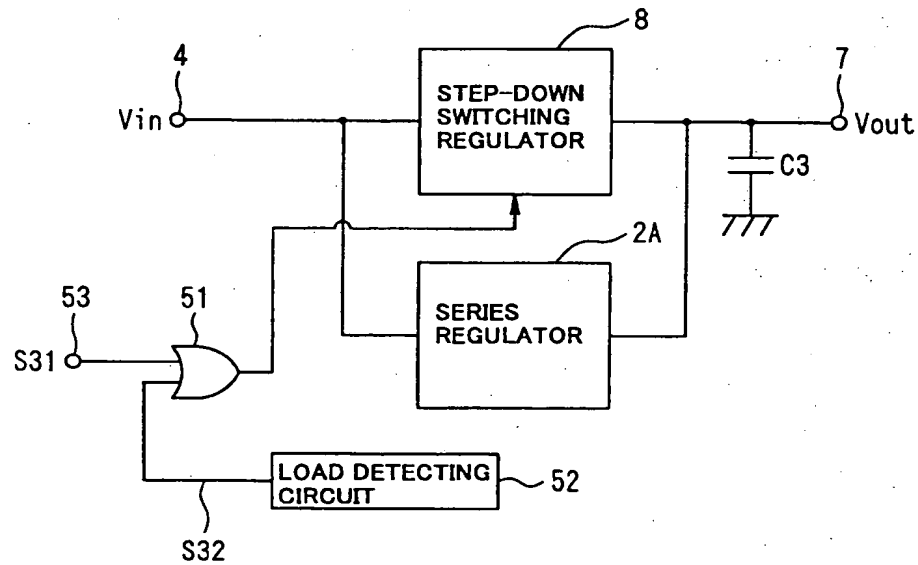 8
4
7
STEP-DOWN
SWITCHING
REGULATOR
Vin
Vout
C3
2A
SERIES
REGULATOR
53
51
S31
LOAD DETECTING
CIRCUIT
52
S32